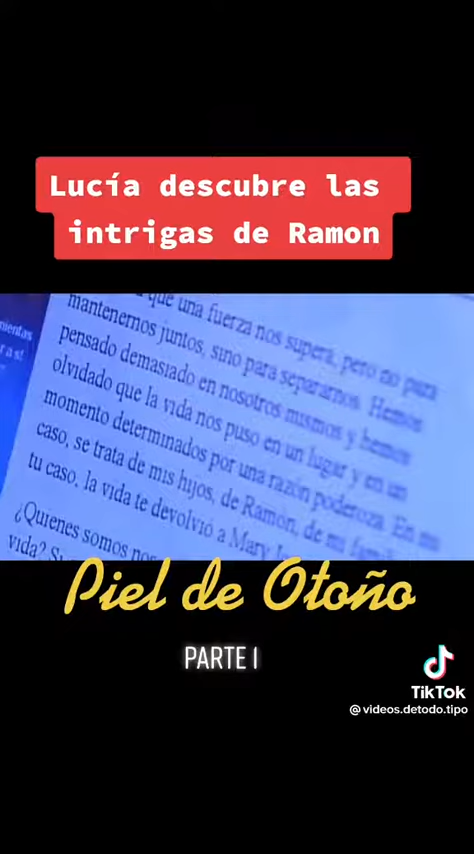 Lucía descubre las
intrigas de Ramon
que una fuerza nos supera, pero no para
mantenernos juntos, sino para separarnos. Hemos
pensado demasiado en nosotros mismos y hemos
olvidado que la vida nos puso en un lugar y en un
momento determinados por una razón poderoza. En mi
caso, se trata de mis hijos, de Ramón, de mi
tu caso, la vida te devolvió a Mary
¿Quienes somos
vida?
Piel de Otoño
PARTE I
TikTok
@videos.detodo.tipo